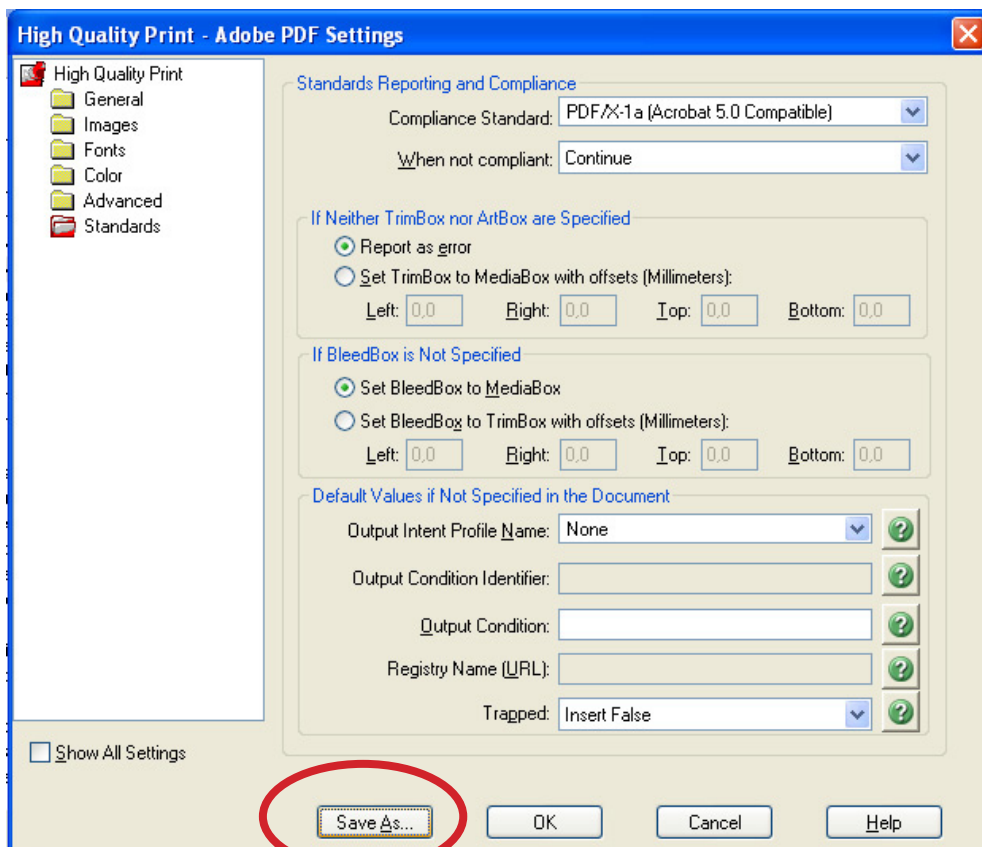 High Quality Print - Adobe PDF Settings
High Quality Print
General
Images
Fonts
Color
Advanced
Standards
Show All Settings
Standards Reporting and Compliance
Compliance Standard: PDF/X-1a (Acrobat 5.0 Compatible)
When not compliant: Continue
If Neither TrimBox nor ArtBox are Specified
Report as error
Set TrimBox to MediaBox with offsets (Millimeters):
Left: 0,0 Right: 0,0 Top: 0,0 Bottom: 0,0
If BleedBox is Not Specified
Set BleedBox to MediaBox
Set BleedBox to TrimBox with offsets (Millimeters):
Left: 0,0 Right: 0,0 Top: 0,0 Bottom: 0,0
Default Values if Not Specified in the Document
Output Intent Profile Name: None ?
Output Condition Identifier: ?
Output Condition: ?
Registry Name (URL): ?
Trapped: Insert False ?
Save As... OK Cancel Help